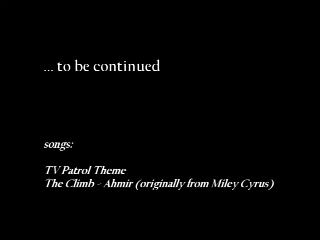 ... to be continued
songs:
TV Patrol Theme
The Climb - Ahmir (originally from Miley Cyrus)